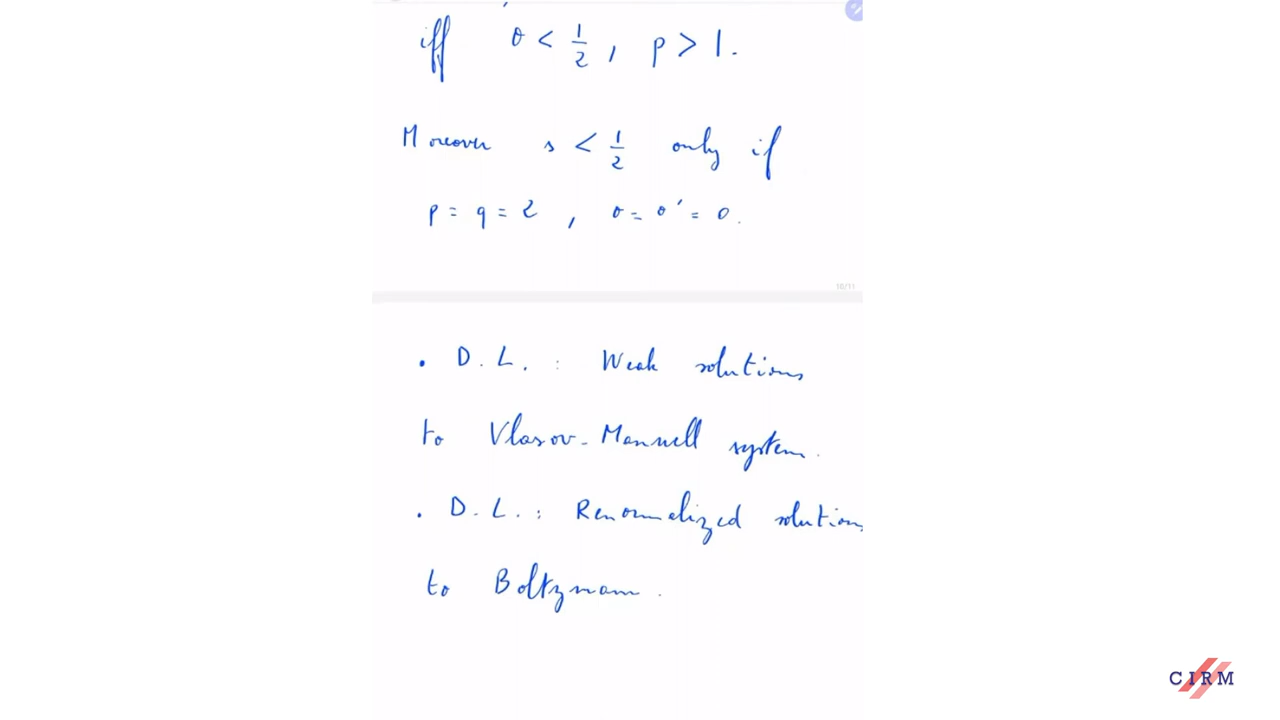 iff σ < 1/2, p > 1.
Moreover s < 1/2 only if
p = q = 2, σ = σ' = 0.
10/11
. D. L. : Weak solutions
to Vlasov-Maxwell system.
. D. L. : Renormalized solution
to Boltzmann.
CIRM